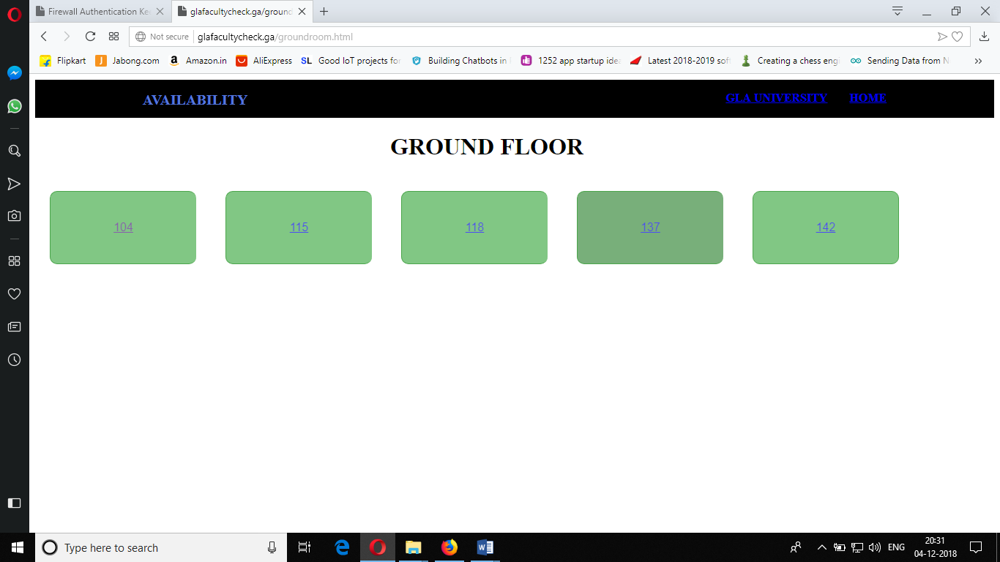 Firewall Authentication Ke
glafacultycheck.ga/ground
Not secure glafacultycheck.ga/groundroom.html
Flipkart Jabong.com Amazon.in AliExpress SL Good IoT projects for Building Chatbots in 1252 app startup idea Latest 2018-2019 soft Creating a chess engi Sending Data from N
AVAILABILITY GLA UNIVERSITY HOME
GROUND FLOOR
104 115 118 137 142
Type here to search ENG 20:31
04-12-2018